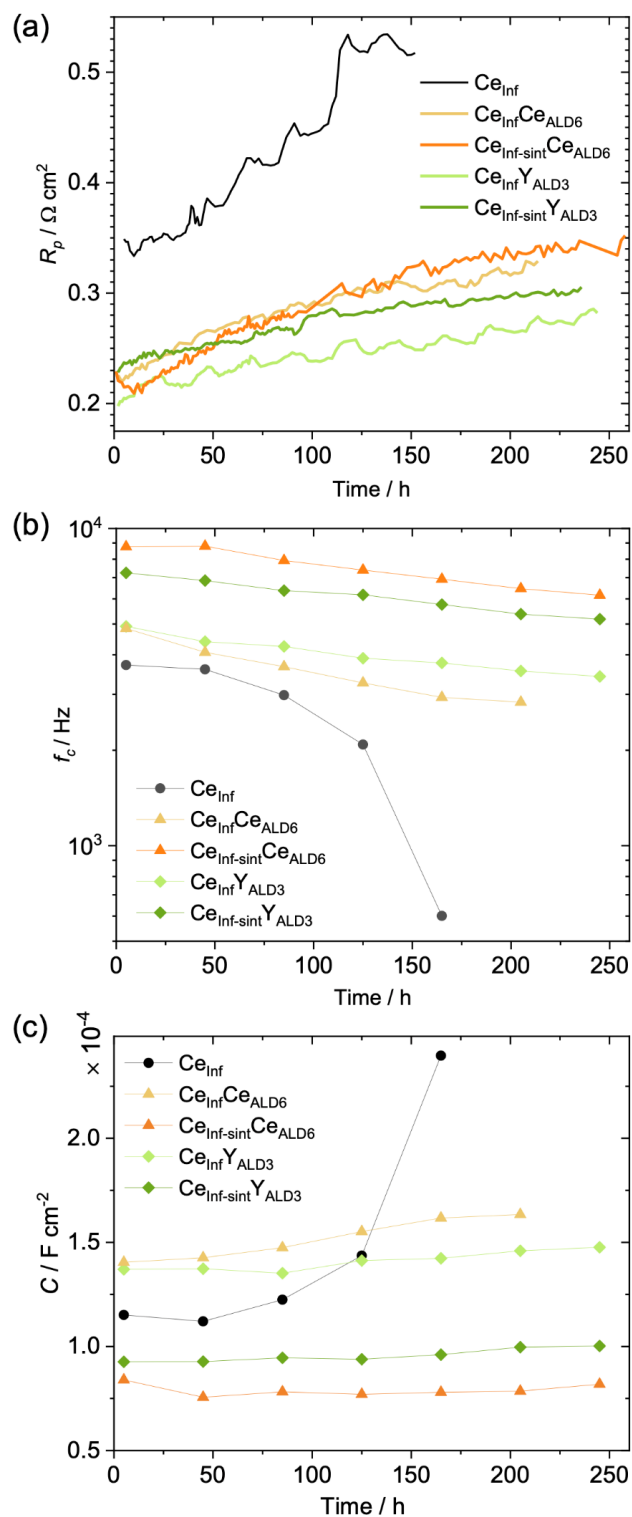 (a)
0.5
0.4
0.3
0.2
R_p / Ω cm²
Ce_Inf
Ce_Inf Ce_ALD6
Ce_Inf-sint Ce_ALD6
Ce_Inf Y_ALD3
Ce_Inf-sint Y_ALD3
0 50 100 150 200 250
Time / h
(b)
10⁴
10³
f_c / Hz
Ce_Inf
Ce_Inf Ce_ALD6
Ce_Inf-sint Ce_ALD6
Ce_Inf Y_ALD3
Ce_Inf-sint Y_ALD3
0 50 100 150 200 250
Time / h
(c)
× 10⁻⁴
2.0
1.5
1.0
0.5
C / F cm⁻²
Ce_Inf
Ce_Inf Ce_ALD6
Ce_Inf-sint Ce_ALD6
Ce_Inf Y_ALD3
Ce_Inf-sint Y_ALD3
0 50 100 150 200 250
Time / h